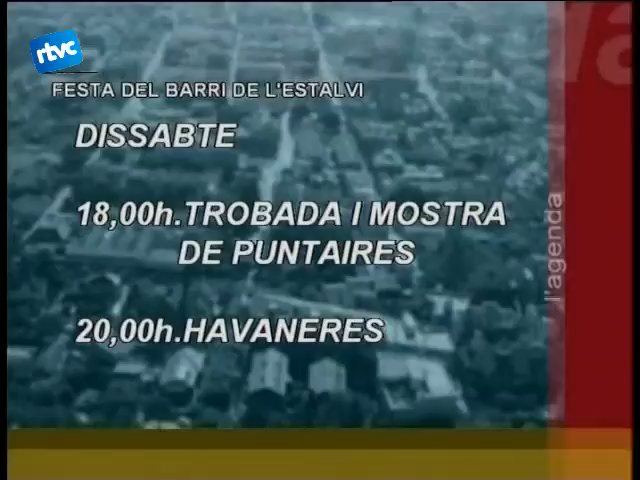 rtvc
FESTA DEL BARRI DE L'ESTALVI
DISSABTE
18,00h.TROBADA I MOSTRA
DE PUNTAIRES
20,00h.HAVANERES
l'agenda